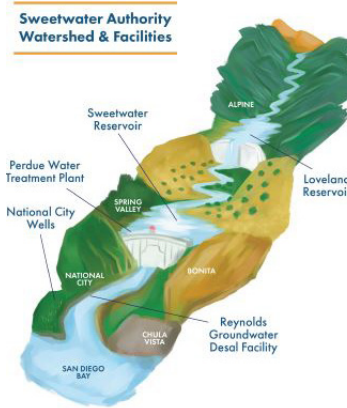 Sweetwater Authority
Watershed & Facilities
ALPINE
Sweetwater
Reservoir
Loveland
Reservoir
Perdue Water
Treatment Plant
SPRING
VALLEY
National City
Wells
NATIONAL
CITY
BONITA
Reynolds
Groundwater
Desal Facility
CHULA
VISTA
SAN DIEGO
BAY